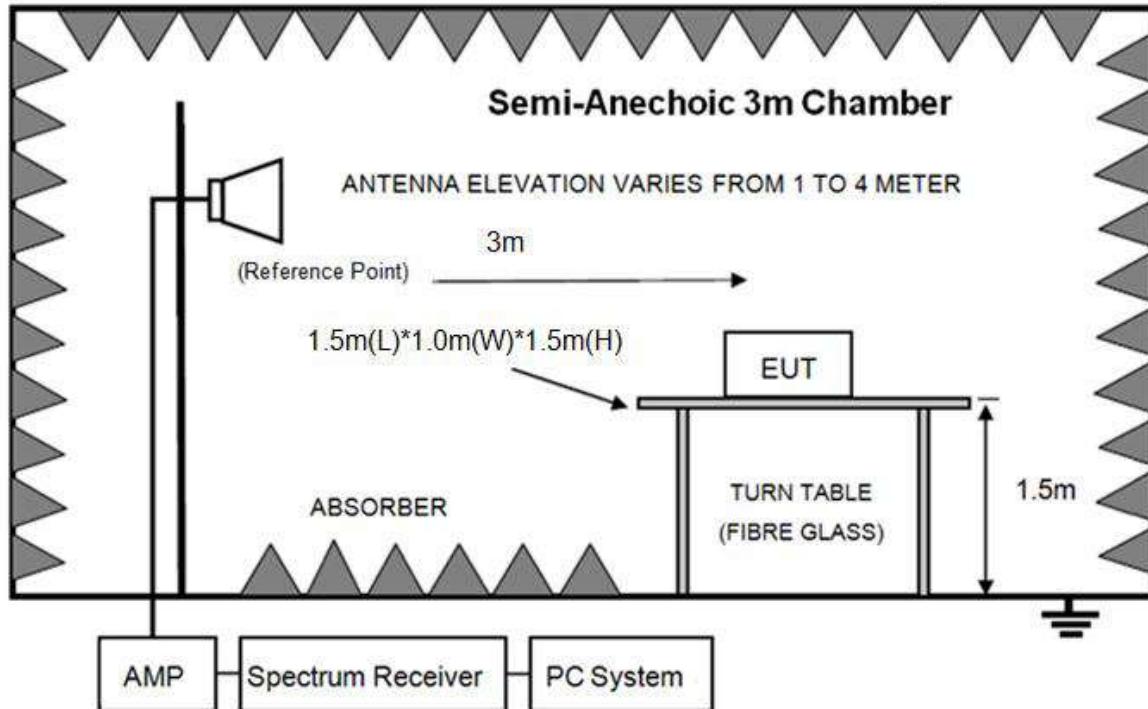 Semi-Anechoic 3m Chamber
ANTENNA ELEVATION VARIES FROM 1 TO 4 METER
3m
(Reference Point)
1.5m(L)*1.0m(W)*1.5m(H)
EUT
ABSORBER
TURN TABLE
(FIBRE GLASS)
1.5m
AMP
Spectrum Receiver
PC System